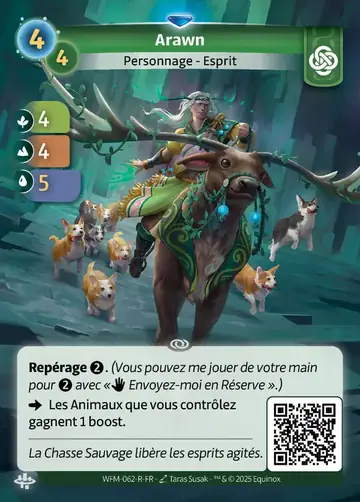 4
4
Arawn
Personnage - Esprit
4
4
5
Repérage ❷. (Vous pouvez me jouer de votre main
pour ❷ avec « Envoyez-moi en Réserve ».)
➔ Les Animaux que vous contrôlez
gagnent 1 boost.
La Chasse Sauvage libère les esprits agités.
WFM-062-R-FR - Taras Susak - ™ & © 2025 Equinox